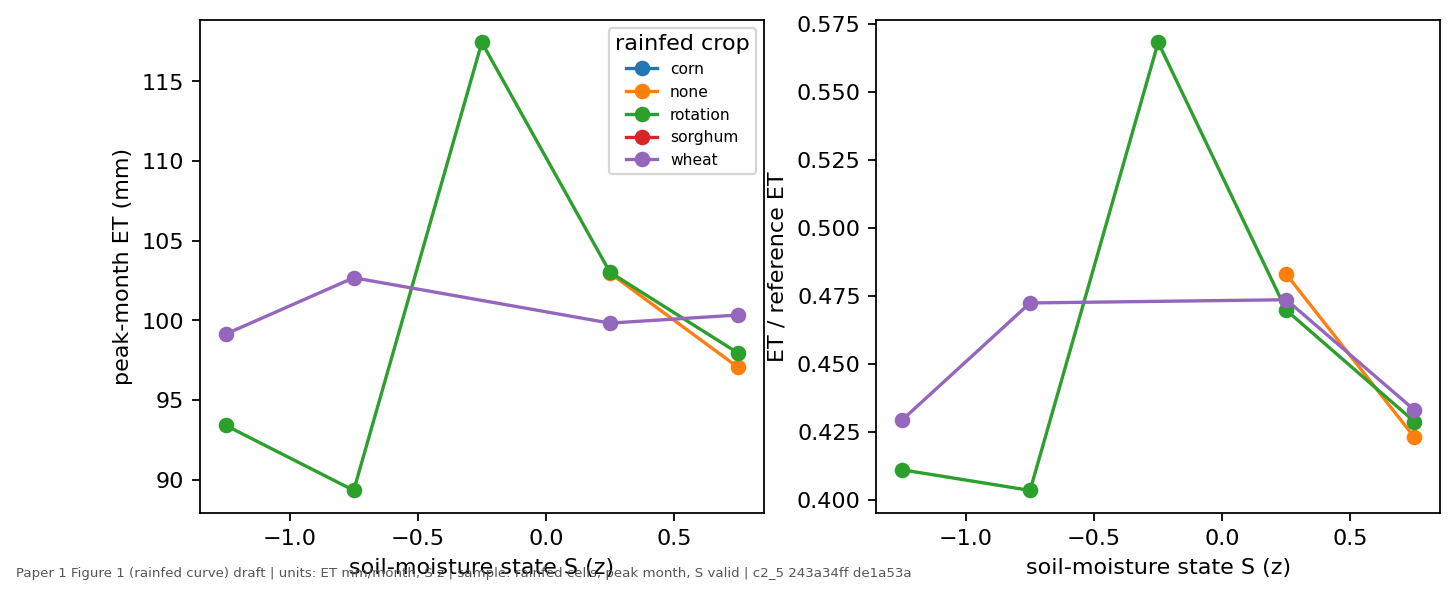 rainfed crop
corn
none
rotation
sorghum
wheat
peak-month ET (mm)
115
110
105
100
95
90
−1.0 −0.5 0.0 0.5
soil-moisture state S (z)
ET / reference ET
0.575
0.550
0.525
0.500
0.475
0.450
0.425
0.400
−1.0 −0.5 0.0 0.5
soil-moisture state S (z)
Paper 1 Figure 1 (rainfed curve) draft | units: ET mm/month, S z | sample: rainfed cells, peak month, S valid | c2_5 243a34ff de1a53a